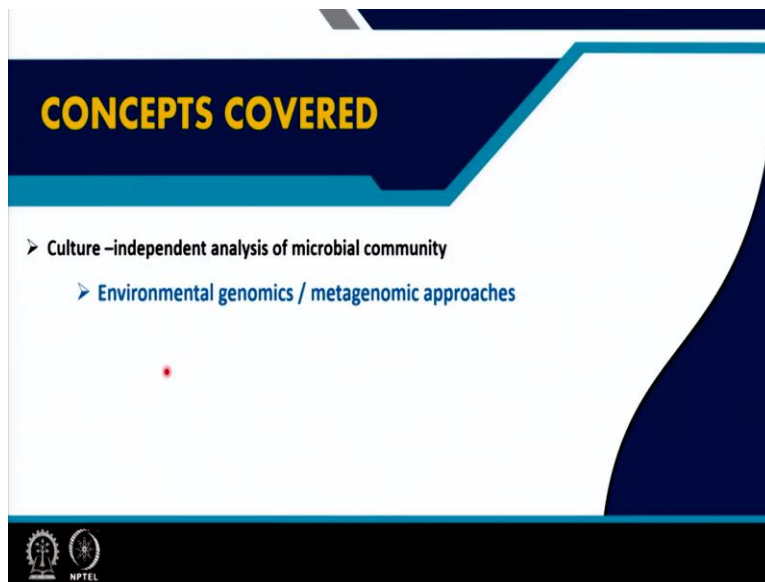 CONCEPTS COVERED
➢ Culture –independent analysis of microbial community
➢ Environmental genomics / metagenomic approaches
NPTEL